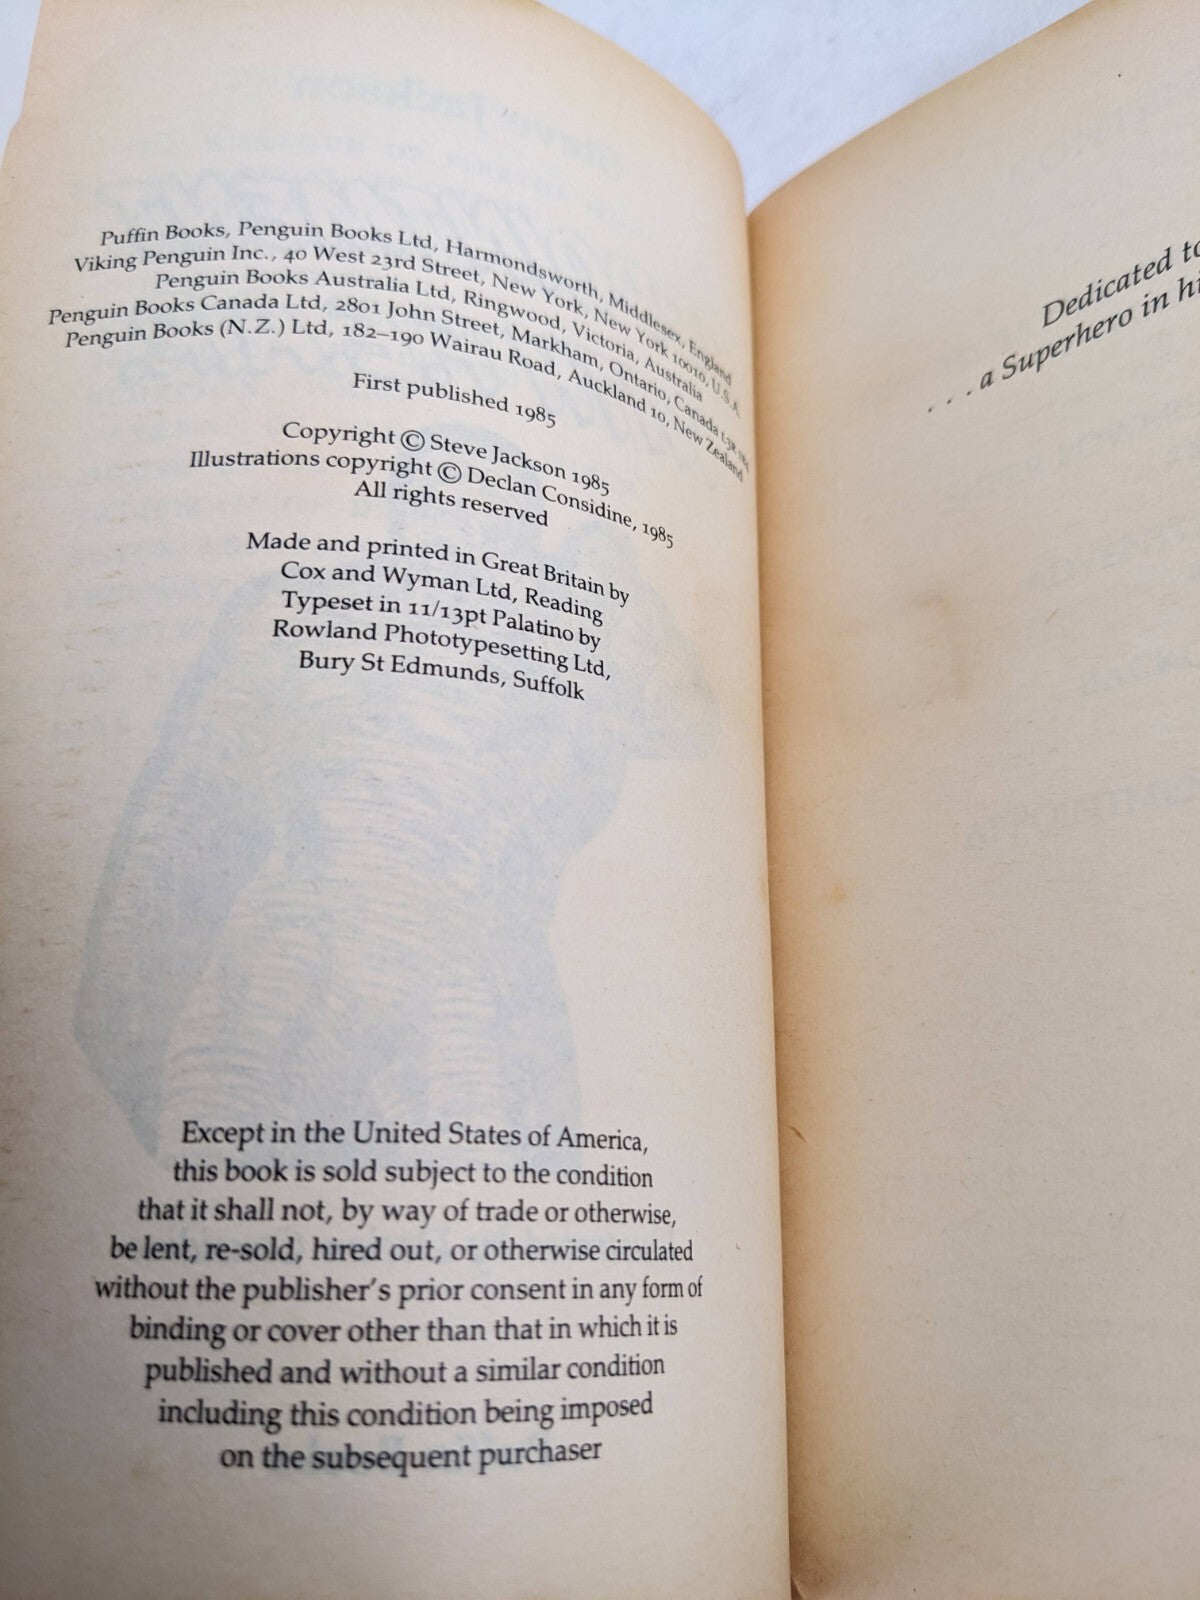 Puffin Books, Penguin Books Ltd, Harmondsworth, Middlesex, England
Viking Penguin Inc., 40 West 23rd Street, New York, New York 10010, U.S.A.
Penguin Books Australia Ltd, Ringwood, Victoria, Australia
Penguin Books Canada Ltd, 2801 John Street, Markham, Ontario, Canada
Penguin Books (N.Z.) Ltd, 182–190 Wairau Road, Auckland 10, New Zealand
First published 1985
Copyright © Steve Jackson 1985
Illustrations copyright © Declan Considine, 1985
All rights reserved
Made and printed in Great Britain by
Cox and Wyman Ltd, Reading
Typeset in 11/13pt Palatino by
Rowland Phototypesetting Ltd,
Bury St Edmunds, Suffolk
Except in the United States of America,
this book is sold subject to the condition
that it shall not, by way of trade or otherwise,
be lent, re-sold, hired out, or otherwise circulated
without the publisher's prior consent in any form of
binding or cover other than that in which it is
published and without a similar condition
including this condition being imposed
on the subsequent purchaser
Dedicated to
. . . a Superhero in